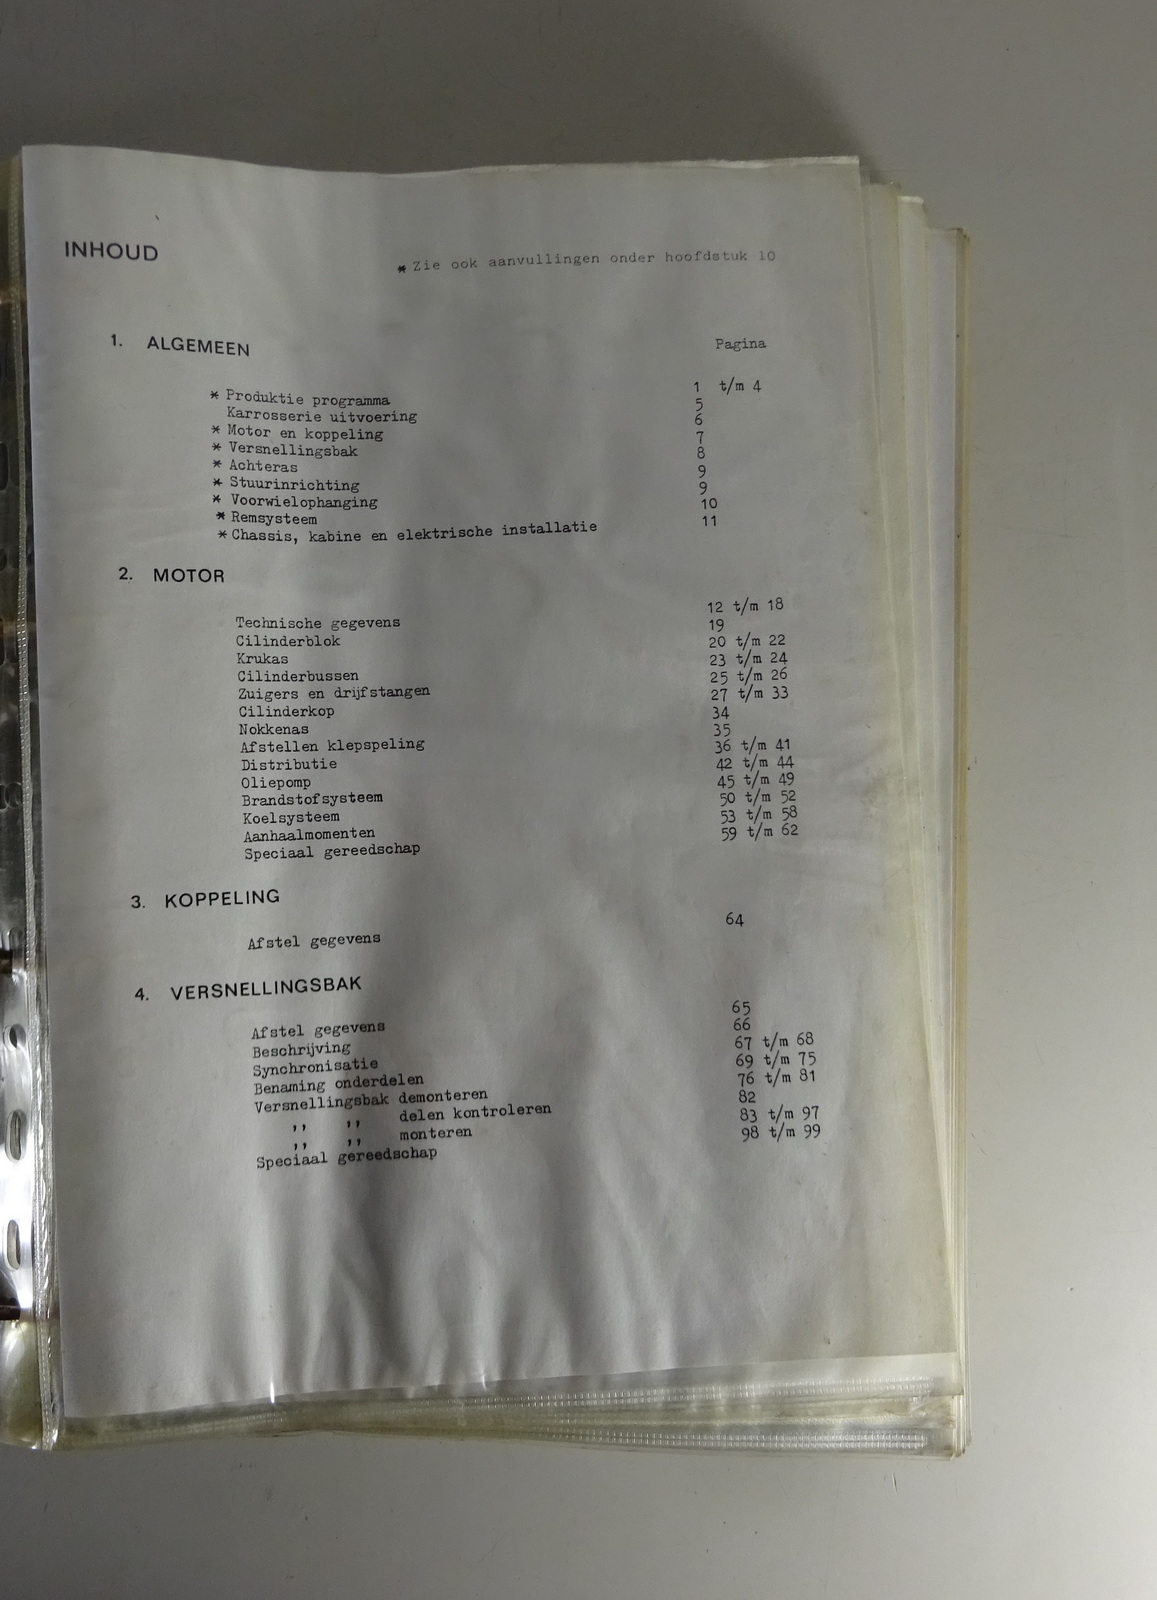 INHOUD
* Zie ook aanvullingen onder hoofdstuk 10
1. ALGEMEEN Pagina
* Produktie programma 1 t/m 4
Karrosserie uitvoering 5
* Motor en koppeling 6
* Versnellingsbak 7
* Achteras 8
* Stuurinrichting 9
* Voorwielophanging 9
* Remsysteem 10
* Chassis, kabine en elektrische installatie 11
2. MOTOR
Technische gegevens 12 t/m 18
Cilinderblok 19
Krukas 20 t/m 22
Cilinderbussen 23 t/m 24
Zuigers en drijfstangen 25 t/m 26
Cilinderkop 27 t/m 33
Nokkenas 34
Afstellen klepspeling 35
Distributie 36 t/m 41
Oliepomp 42 t/m 44
Brandstofsysteem 45 t/m 49
Koelsysteem 50 t/m 52
Aanhaalmomenten 53 t/m 58
Speciaal gereedschap 59 t/m 62
3. KOPPELING
Afstel gegevens 64
4. VERSNELLINGSBAK
Afstel gegevens 65
Beschrijving 66
Synchronisatie 67 t/m 68
Benaming onderdelen 69 t/m 75
Versnellingsbak demonteren 76 t/m 81
,, ,, delen kontroleren 82
,, ,, monteren 83 t/m 97
Speciaal gereedschap 98 t/m 99